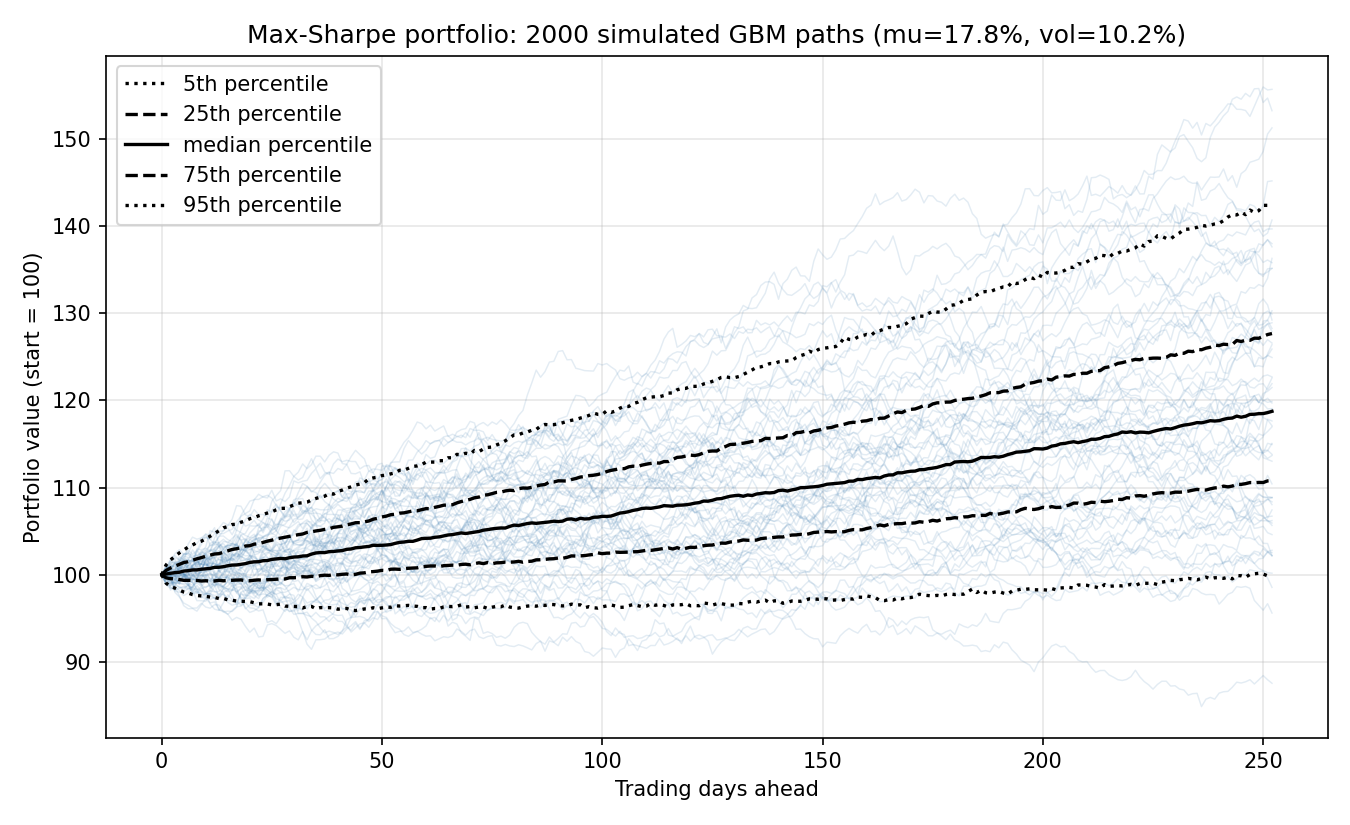 Max-Sharpe portfolio: 2000 simulated GBM paths (mu=17.8%, vol=10.2%)
5th percentile
25th percentile
median percentile
75th percentile
95th percentile
Portfolio value (start = 100)
150
140
130
120
110
100
90
0 50 100 150 200 250
Trading days ahead